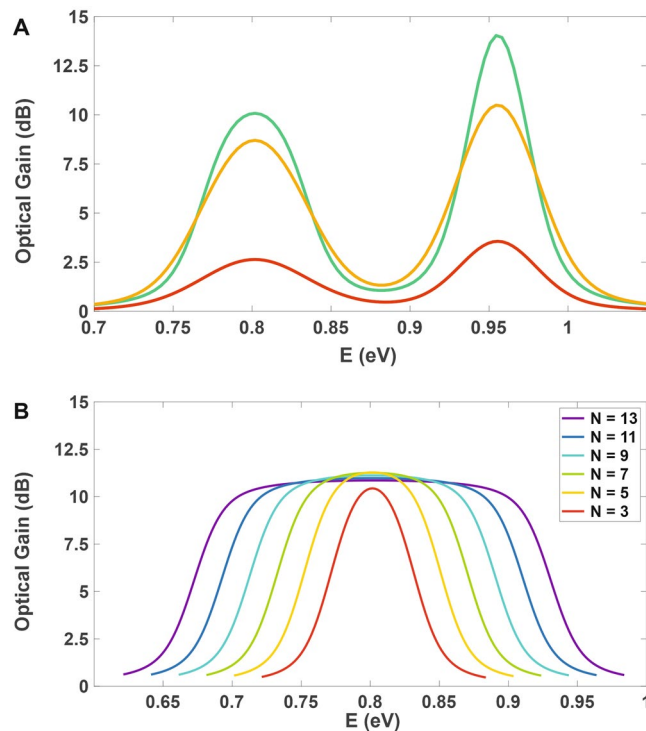 A
15
12.5
10
7.5
5
2.5
0
Optical Gain (dB)
0.7 0.75 0.8 0.85 0.9 0.95 1
E (eV)
B
15
12.5
10
7.5
5
2.5
0
Optical Gain (dB)
N = 13
N = 11
N = 9
N = 7
N = 5
N = 3
0.65 0.7 0.75 0.8 0.85 0.9 0.95 1
E (eV)